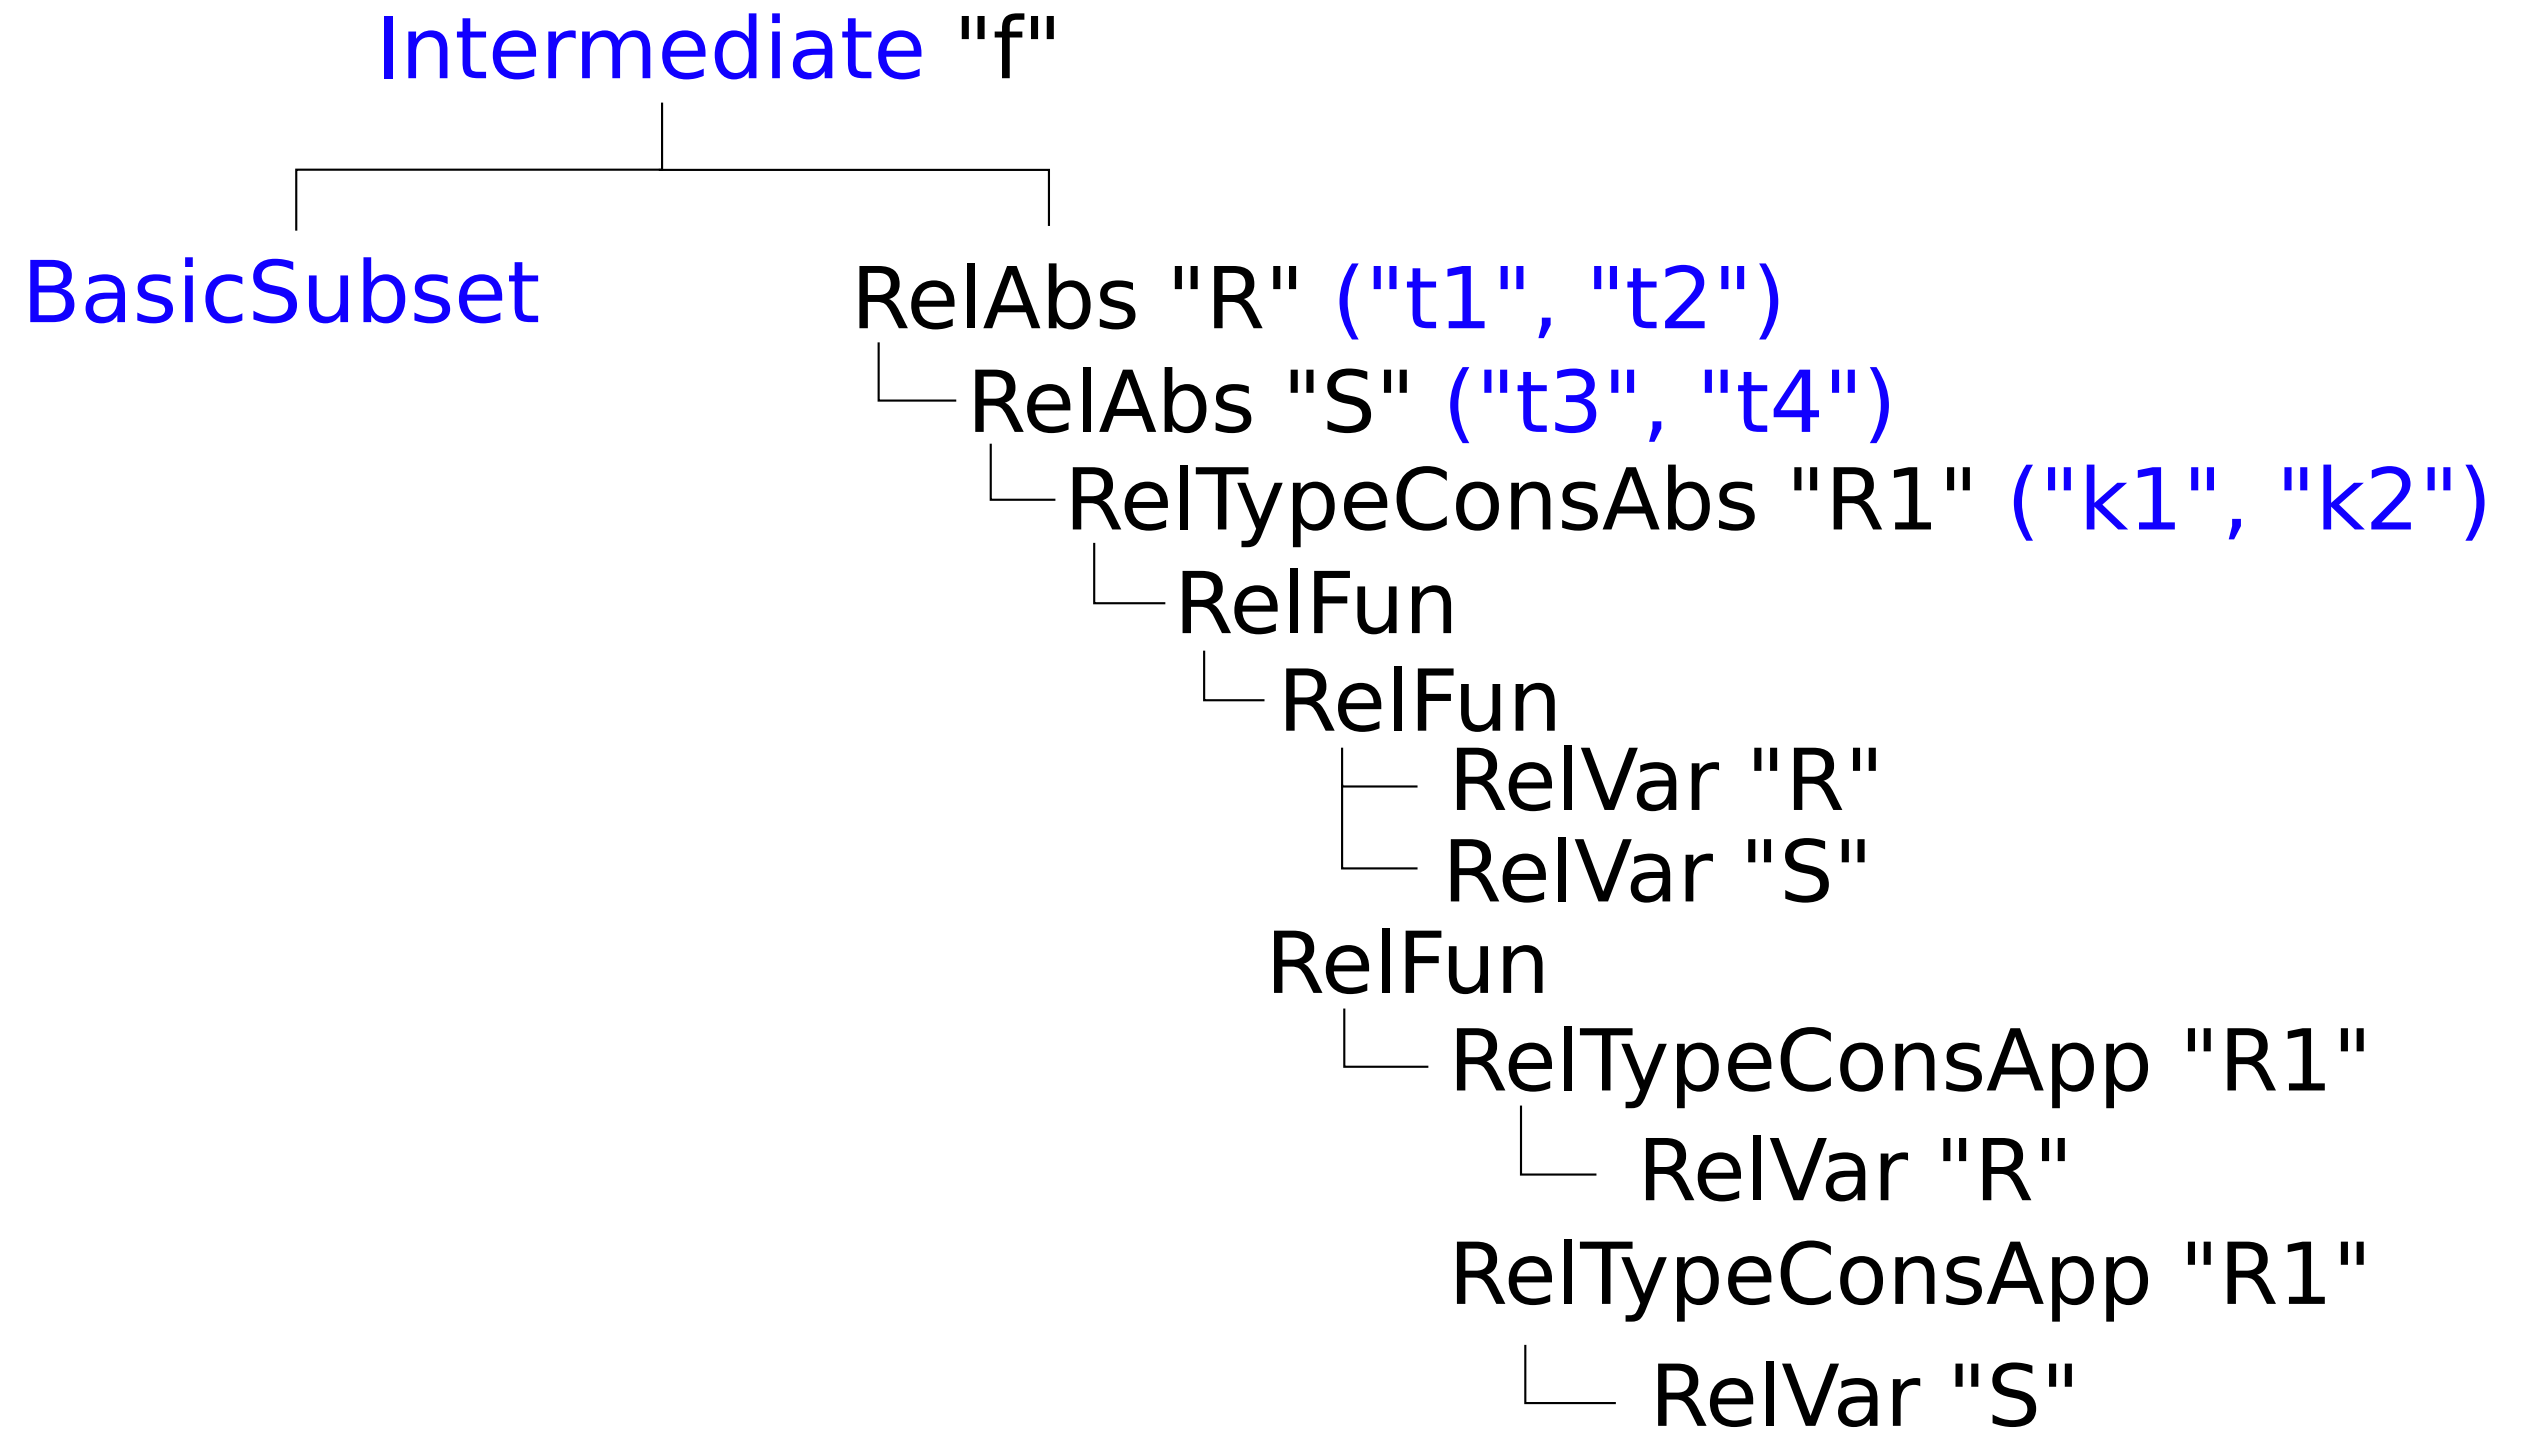 Intermediate "f"
BasicSubset
RelAbs "R" ("t1", "t2")
RelAbs "S" ("t3", "t4")
RelTypeConsAbs "R1" ("k1", "k2")
RelFun
RelFun
RelVar "R"
RelVar "S"
RelFun
RelTypeConsApp "R1"
RelVar "R"
RelTypeConsApp "R1"
RelVar "S"